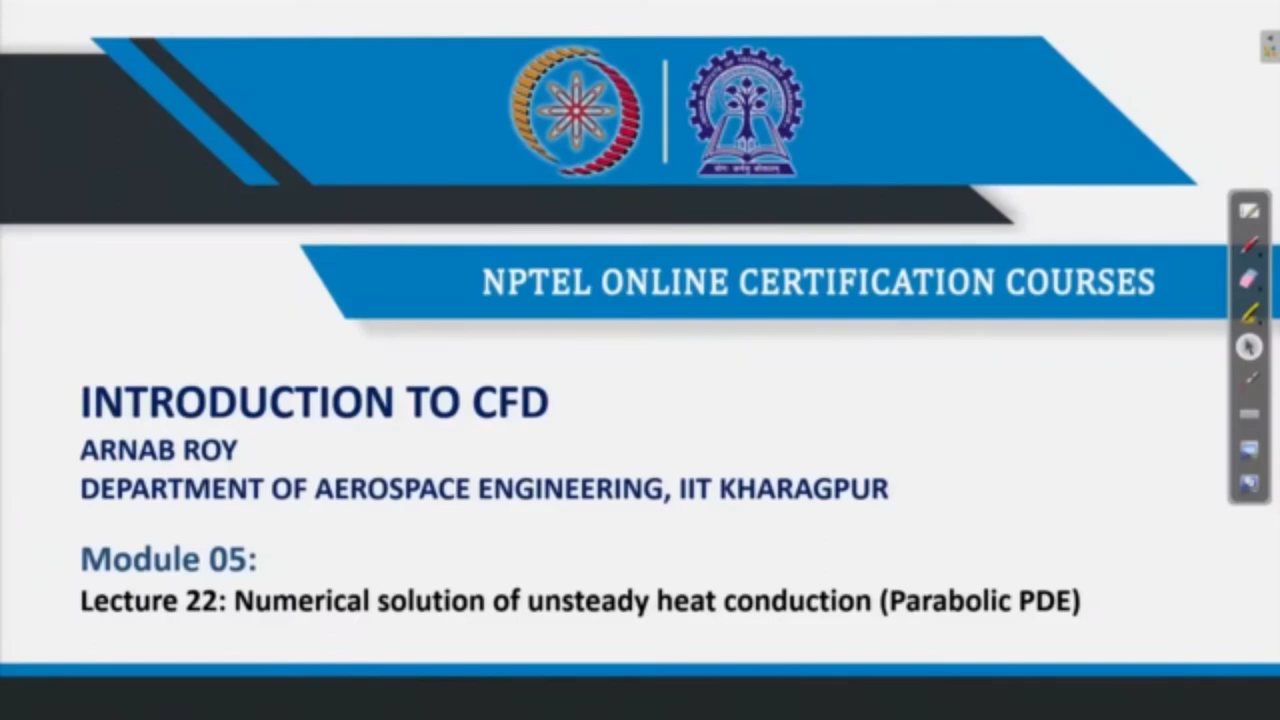 NPTEL ONLINE CERTIFICATION COURSES
INTRODUCTION TO CFD
ARNAB ROY
DEPARTMENT OF AEROSPACE ENGINEERING, IIT KHARAGPUR
Module 05:
Lecture 22: Numerical solution of unsteady heat conduction (Parabolic PDE)